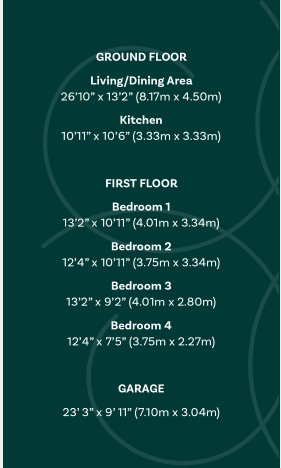 GROUND FLOOR
Living/Dining Area
26’10” x 13’2” (8.17m x 4.50m)
Kitchen
10’11” x 10’6” (3.33m x 3.33m)
FIRST FLOOR
Bedroom 1
13’2” x 10’11” (4.01m x 3.34m)
Bedroom 2
12’4” x 10’11” (3.75m x 3.34m)
Bedroom 3
13’2” x 9’2” (4.01m x 2.80m)
Bedroom 4
12’4” x 7’5” (3.75m x 2.27m)
GARAGE
23’ 3” x 9’ 11” (7.10m x 3.04m)